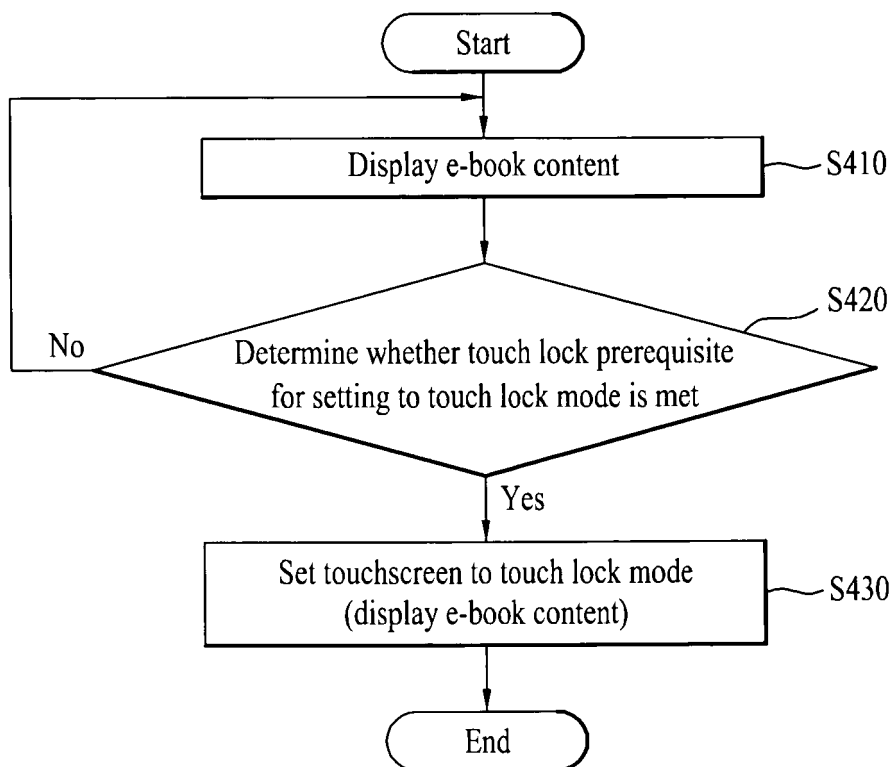 Start
Display e-book content
S410
S420
No
Determine whether touch lock prerequisite
for setting to touch lock mode is met
Yes
Set touchscreen to touch lock mode
(display e-book content)
S430
End